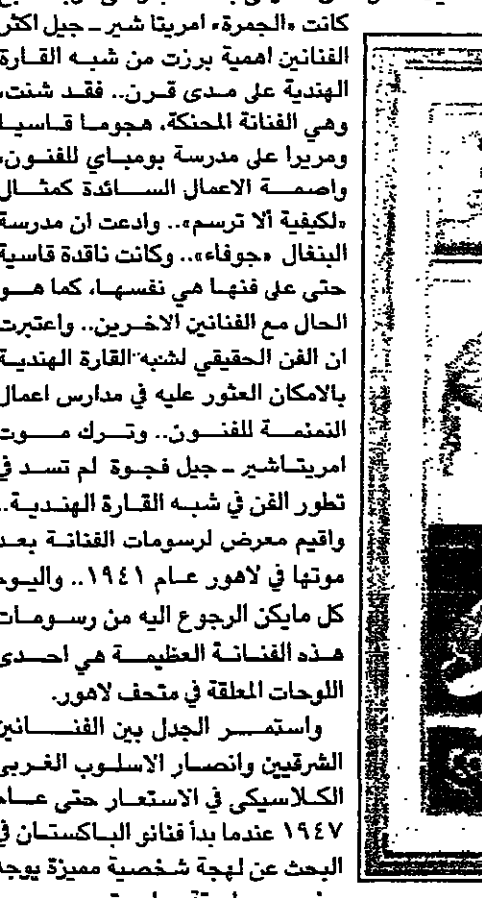 كانت «الجمرة» امريتا شير ـ جيل اكثر
الفنانين اهمية برزت من شبه القارة
الهندية على مدى قرن.. فقد شنت،
وهي الفنانة المحنكة، هجوما قاسيا
ومريرا على مدرسة بومباي للفنون،
واصمة الاعمال السائدة كمثال
«لكيفية ألا ترسم».. وادعت ان مدرسة
البنغال «جوفاء».. وكانت ناقدة قاسية
حتى على فنها هي نفسها، كما هو
الحال مع الفنانين الاخرين.. واعتبرت
ان الفن الحقيقي لشبه القارة الهندية
بالامكان العثور عليه في مدارس اعمال
النمنمة للفنون.. وترك موت
امريتاشير ـ جيل فجوة لم تسد في
تطور الفن في شبه القارة الهندية..
واقيم معرض لرسومات الفنانة بعد
موتها في لاهور عام ١٩٤١.. واليوم
كل مايكن الرجوع اليه من رسومات
هذه الفنانة العظيمة هي احدى
اللوحات المعلقة في متحف لاهور.
واستمر الجدل بين الفنانين
الشرقيين وانصار الاسلوب الغربي
الكلاسيكي في الاستعار حتى عام
١٩٤٧ عندما بدأ فنانو الباكستان في
البحث عن لهجة شخصية مميزة يوجد